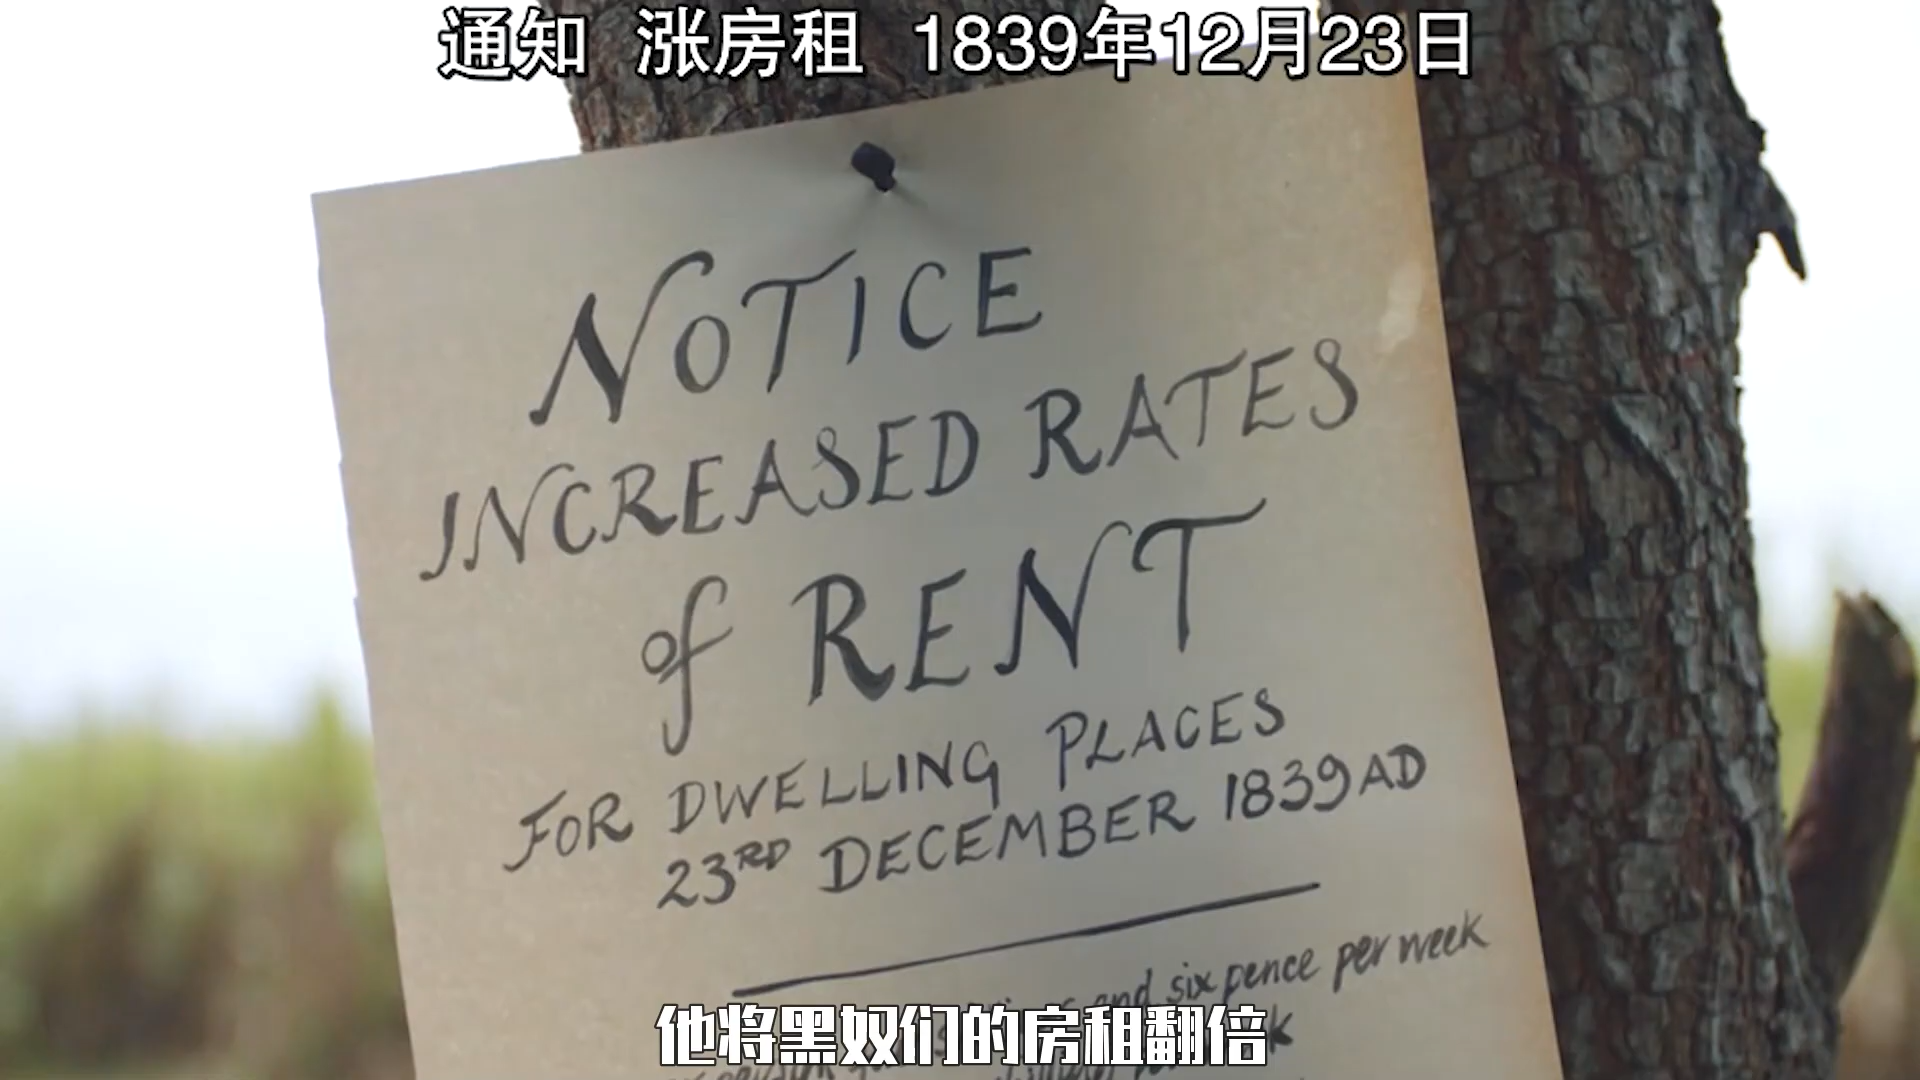 通知 涨房租 1839年12月23日
NOTICE
INCREASED RATES
of RENT
FOR DWELLING PLACES
23RD DECEMBER 1839 AD
and six pence per week
他将黑奴们的房租翻倍